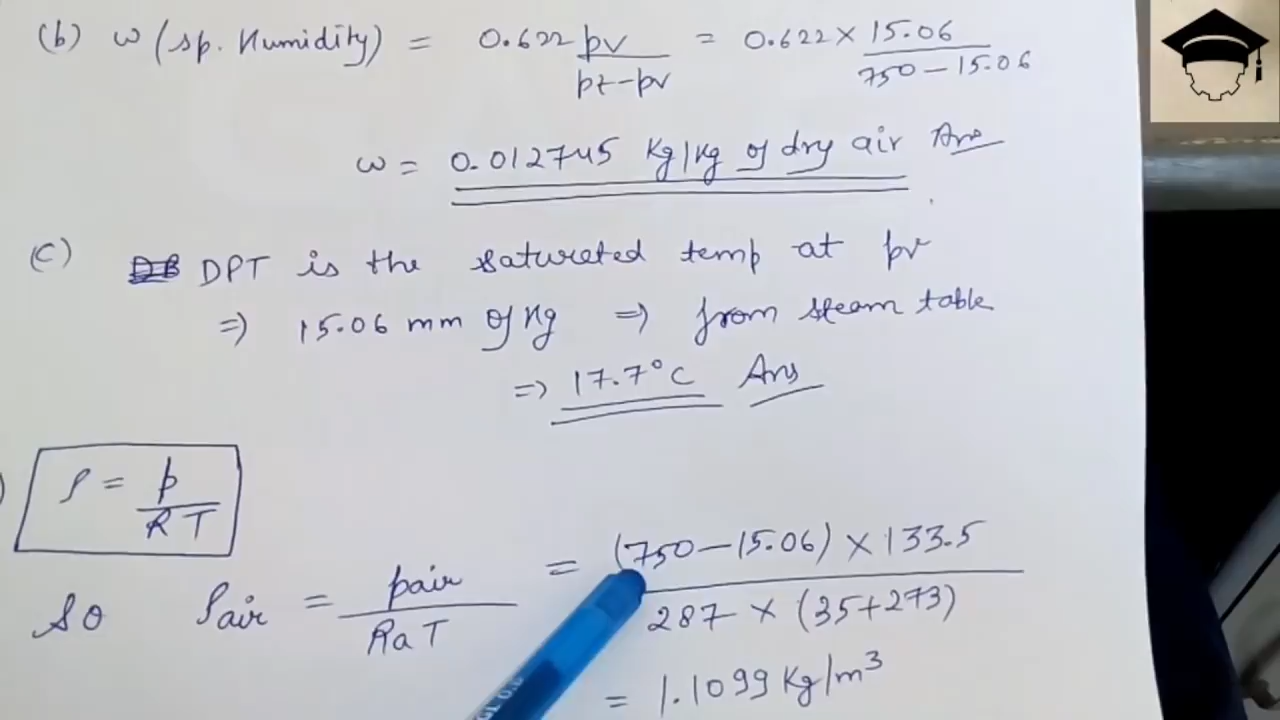 (b) ω (sp. Humidity) = 0.622 pv / pt-pv = 0.622 × 15.06 / 750 - 15.06
ω = 0.012745 Kg/Kg of dry air Ans
(c) DPT is the saturated temp at pv
⇒ 15.06 mm of Hg ⇒ from steam table
⇒ 17.7°C Ans
) ρ = p / RT
So ρair = pair / RaT = (750-15.06) × 133.5 / 287 × (35+273)
= 1.1099 Kg/m³